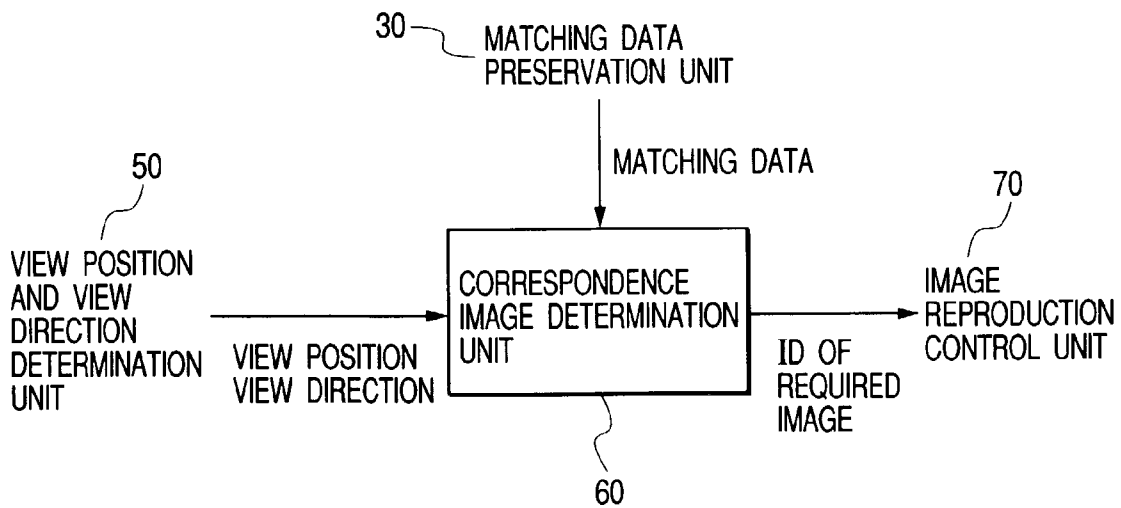 30
MATCHING DATA
PRESERVATION UNIT
MATCHING DATA
50
70
VIEW POSITION
AND VIEW
DIRECTION
DETERMINATION
UNIT
VIEW POSITION
VIEW DIRECTION
CORRESPONDENCE
IMAGE DETERMINATION
UNIT
ID OF
REQUIRED
IMAGE
IMAGE
REPRODUCTION
CONTROL UNIT
60